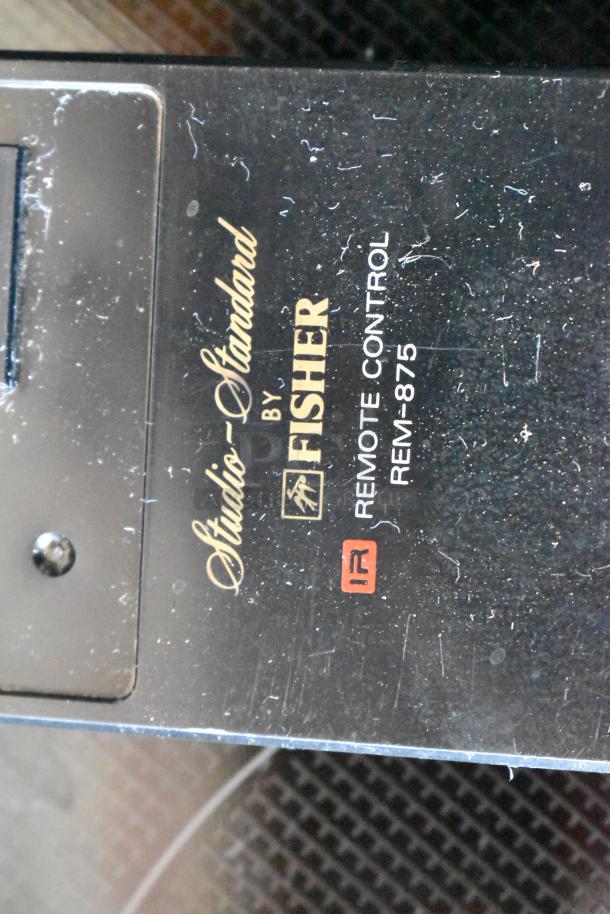 Studio-Standard
BY
FISHER
IR REMOTE CONTROL
REM-875